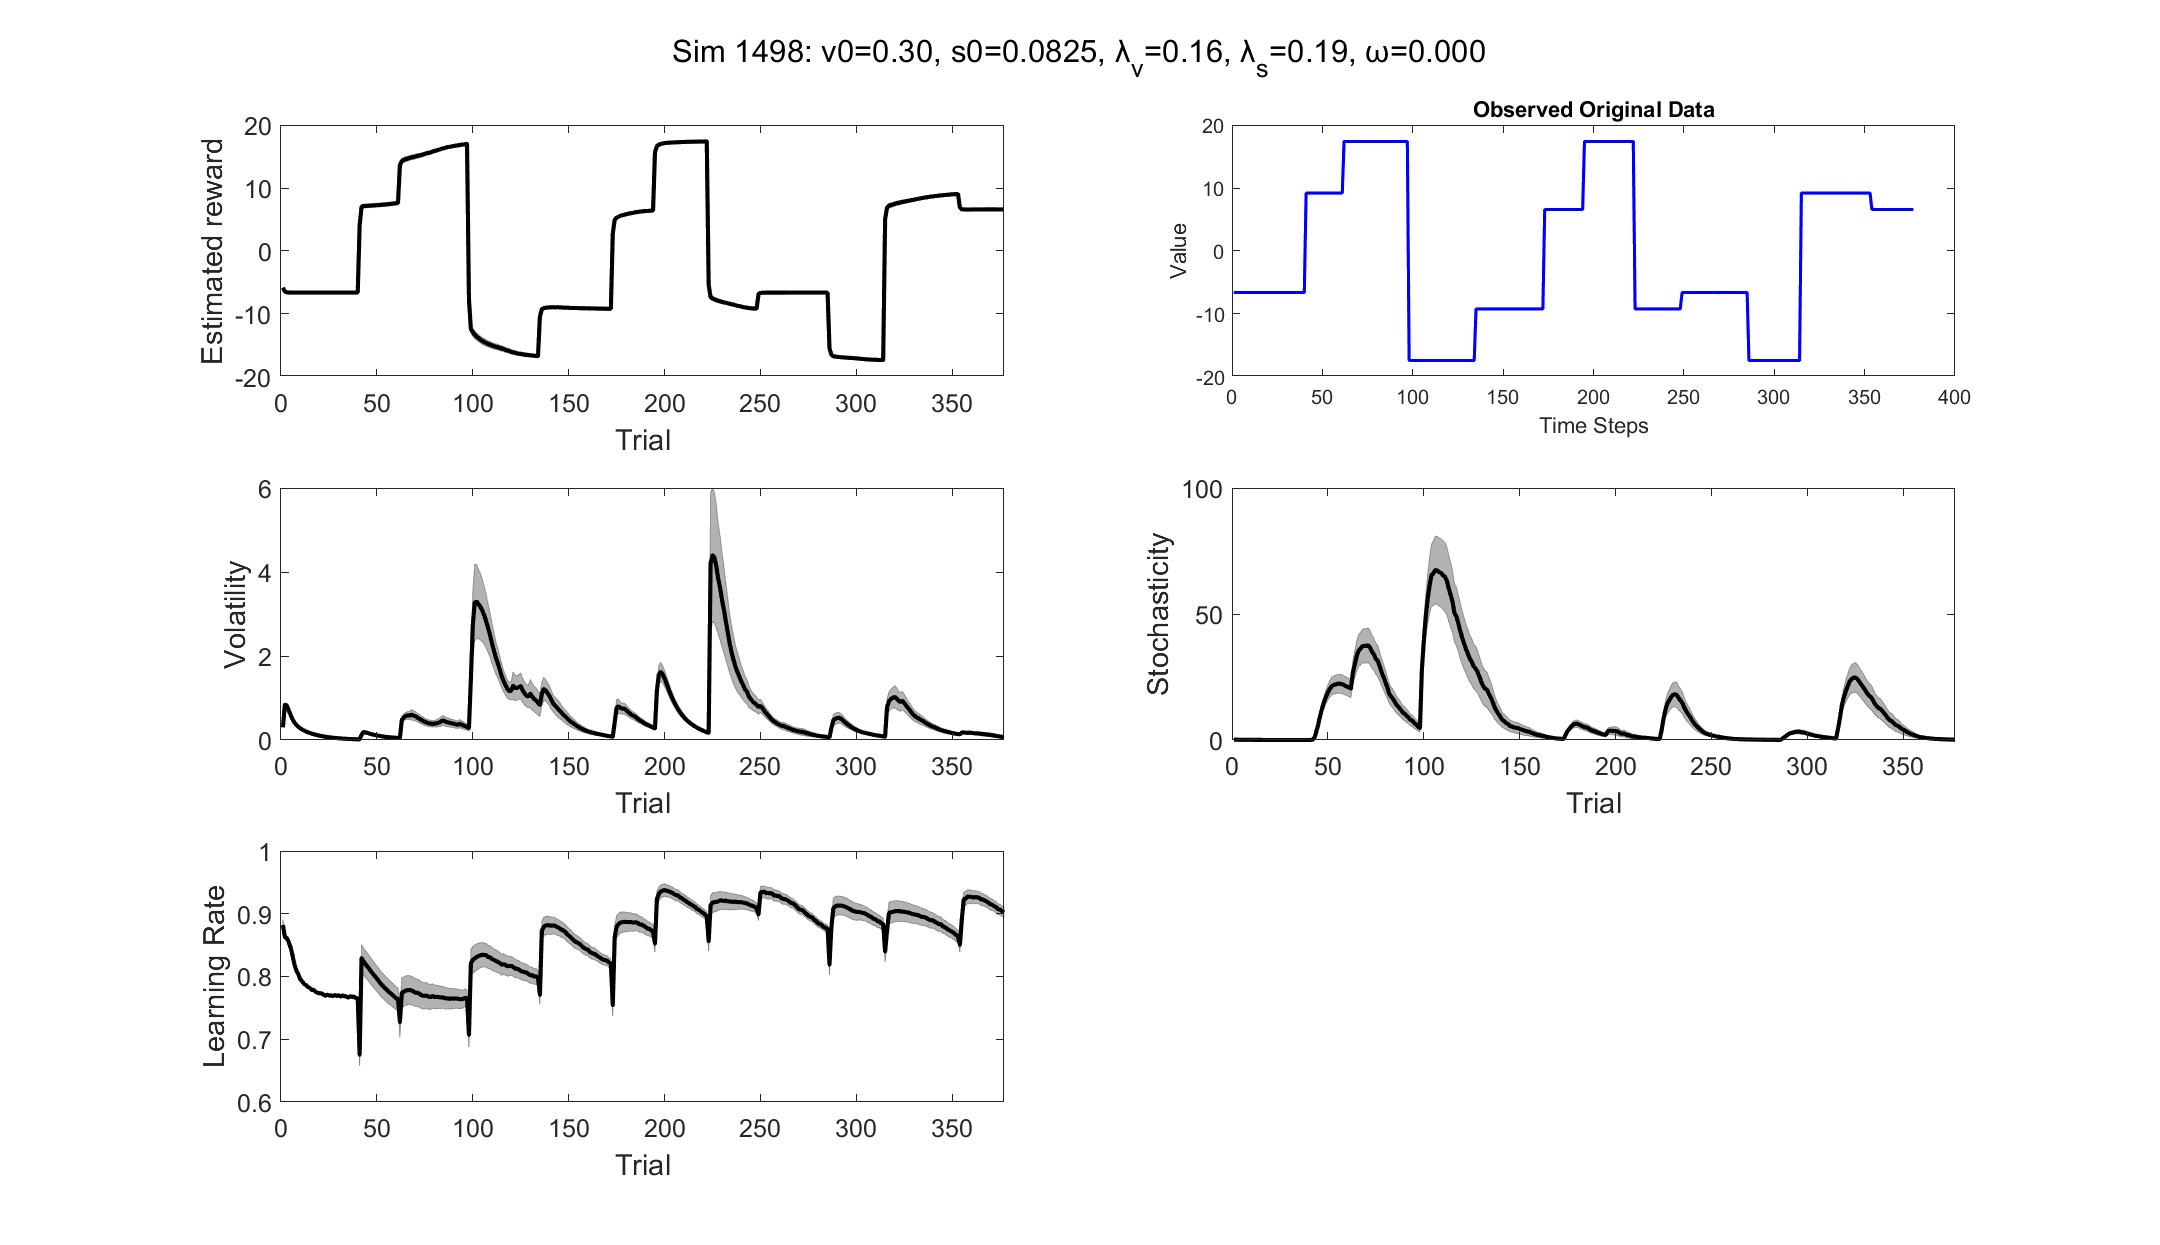 Sim 1498: v0=0.30, s0=0.0825, λ_v=0.16, λ_s=0.19, ω=0.000
Estimated reward
20
10
0
-10
-20
0 50 100 150 200 250 300 350
Trial
Observed Original Data
Value
20
10
0
-10
-20
0 50 100 150 200 250 300 350 400
Time Steps
Volatility
6
4
2
0
0 50 100 150 200 250 300 350
Trial
Stochasticity
100
50
0
0 50 100 150 200 250 300 350
Trial
Learning Rate
1
0.9
0.8
0.7
0.6
0 50 100 150 200 250 300 350
Trial